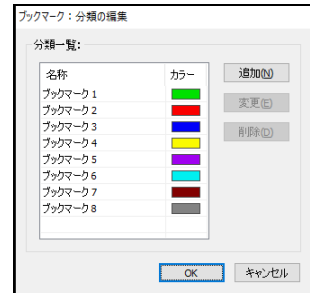 ブックマーク：分類の編集
分類一覧：
名称 カラー
ブックマーク1
ブックマーク2
ブックマーク3
ブックマーク4
ブックマーク5
ブックマーク6
ブックマーク7
ブックマーク8
追加(N)
変更(E)
削除(D)
OK キャンセル